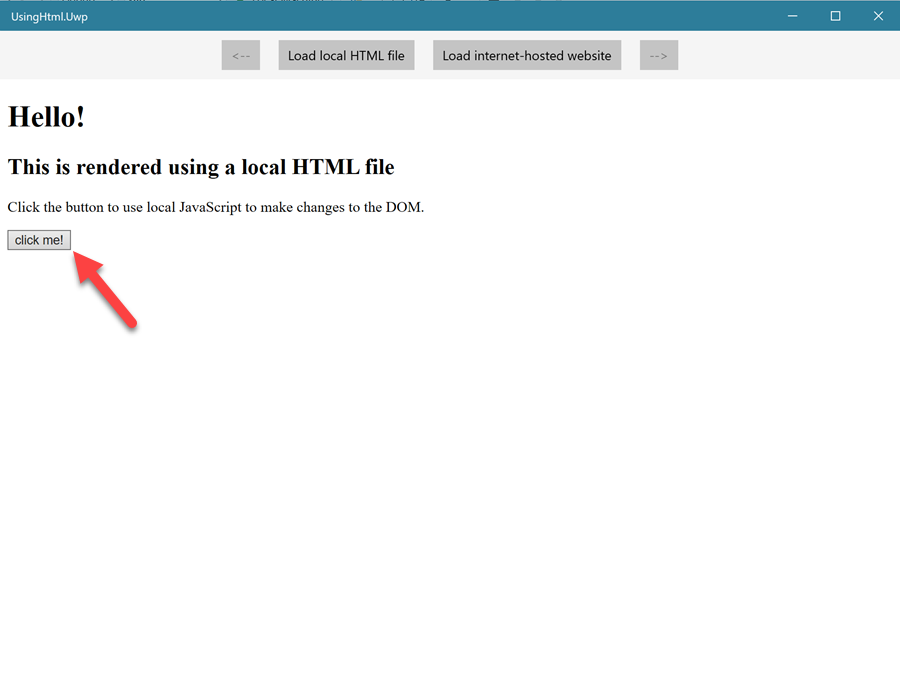 UsingHtml.Uwp
<-- Load local HTML file Load internet-hosted website -->
Hello!
This is rendered using a local HTML file
Click the button to use local JavaScript to make changes to the DOM.
click me!